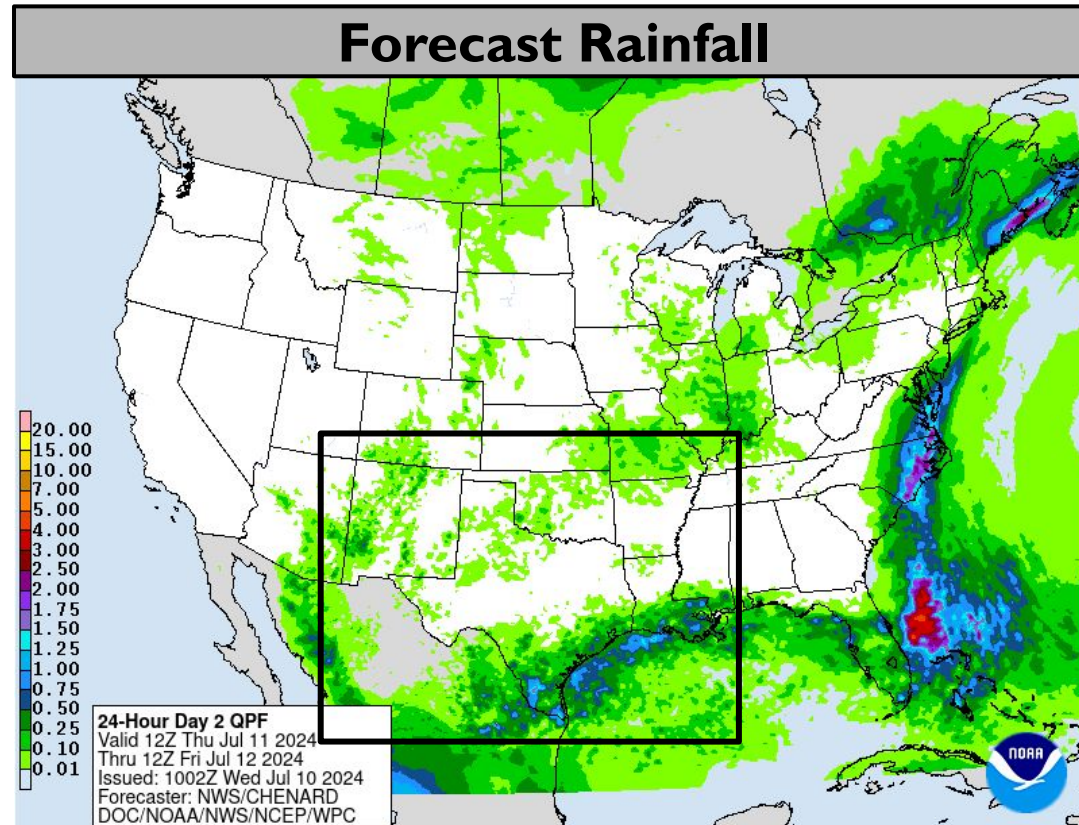 Forecast Rainfall
20.00
15.00
10.00
7.00
5.00
4.00
3.00
2.50
2.00
1.75
1.50
1.25
1.00
0.75
0.50
0.25
0.10
0.01
24-Hour Day 2 QPF
Valid 12Z Thu Jul 11 2024
Thru 12Z Fri Jul 12 2024
Issued: 1002Z Wed Jul 10 2024
Forecaster: NWS/CHENARD
DOC/NOAA/NWS/NCEP/WPC
NOAA